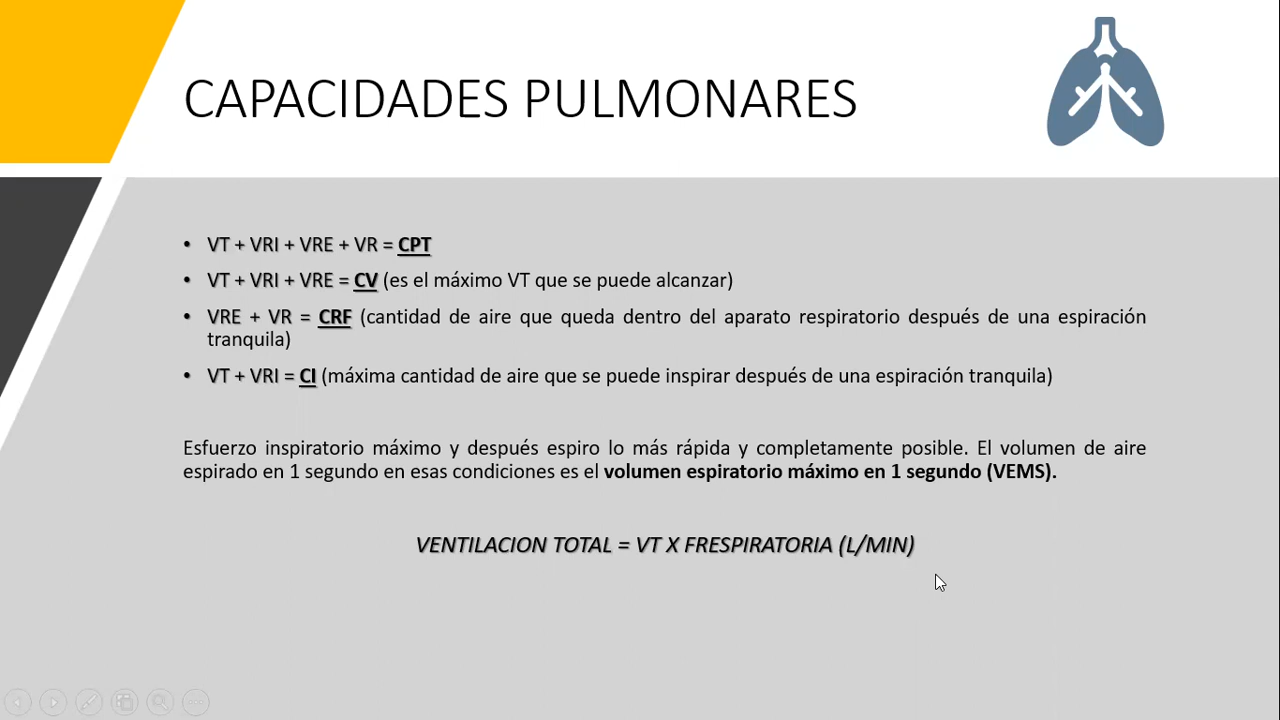 CAPACIDADES PULMONARES
• VT + VRI + VRE + VR = CPT
• VT + VRI + VRE = CV (es el máximo VT que se puede alcanzar)
• VRE + VR = CRF (cantidad de aire que queda dentro del aparato respiratorio después de una espiración
tranquila)
• VT + VRI = CI (máxima cantidad de aire que se puede inspirar después de una espiración tranquila)
Esfuerzo inspiratorio máximo y después espiro lo más rápida y completamente posible. El volumen de aire
espirado en 1 segundo en esas condiciones es el volumen espiratorio máximo en 1 segundo (VEMS).
VENTILACION TOTAL = VT X FRESPIRATORIA (L/MIN)